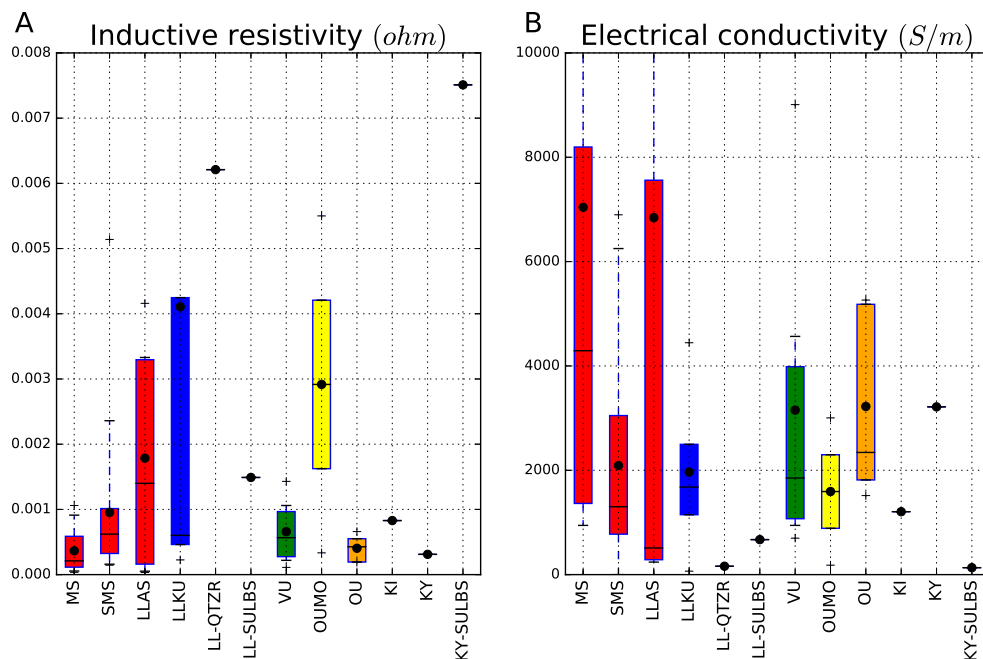 A
Inductive resistivity (ohm)
0.008
0.007
0.006
0.005
0.004
0.003
0.002
0.001
0.000
MS
SMS
LLAS
LLKU
LL-QTZR
LL-SULBS
VU
OUMO
OU
KI
KY
KY-SULBS
B
Electrical conductivity (S/m)
10000
8000
6000
4000
2000
0
MS
SMS
LLAS
LLKU
LL-QTZR
LL-SULBS
VU
OUMO
OU
KI
KY
KY-SULBS